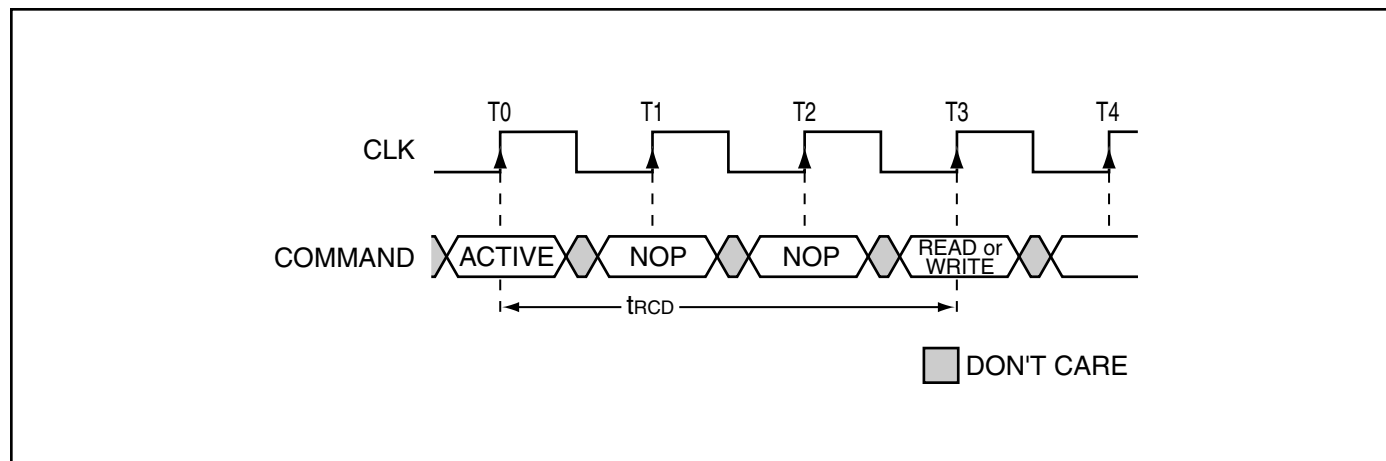 T0 T1 T2 T3 T4
CLK
COMMAND ACTIVE NOP NOP READ or
WRITE
tRCD
DON'T CARE